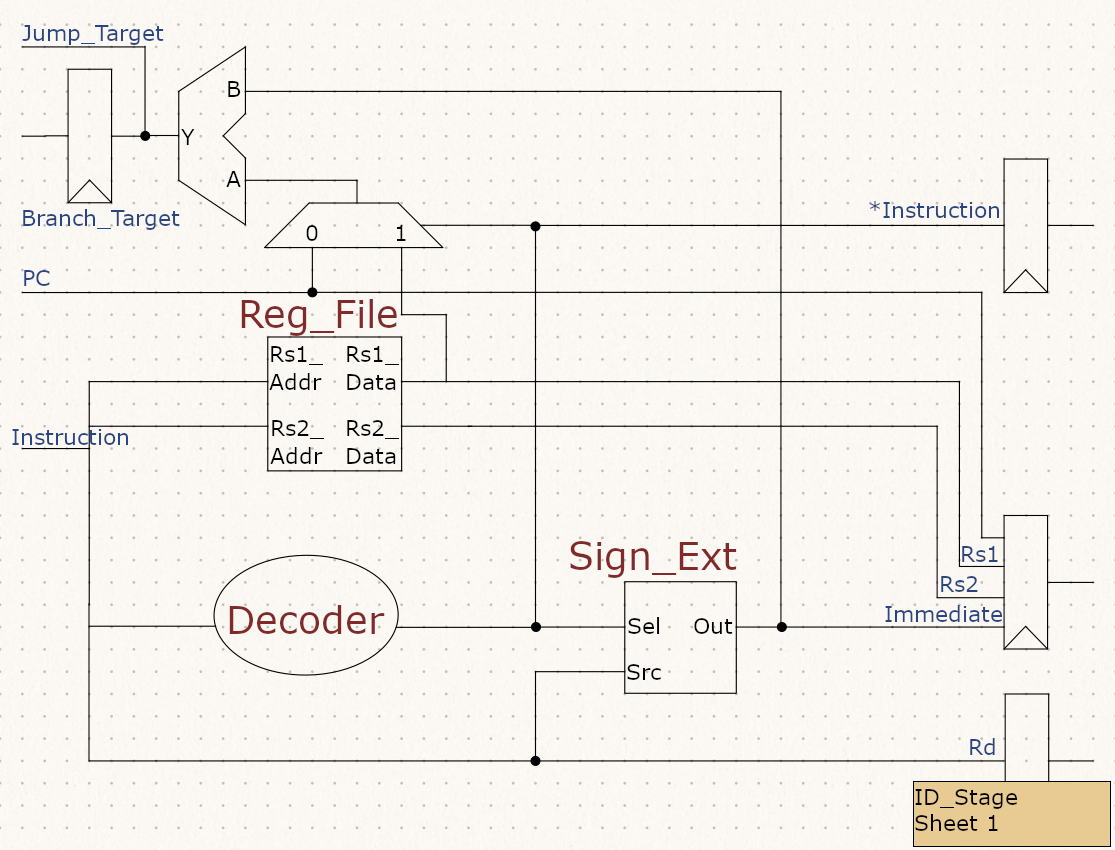 Jump_Target
B
Y
A
*Instruction
Branch_Target
0 1
PC
Reg_File
Rs1_ Rs1_
Addr Data
Rs2_ Rs2_
Addr Data
Instruction
Sign_Ext
Rs1
Rs2
Immediate
Decoder
Sel Out
Src
Rd
ID_Stage
Sheet 1